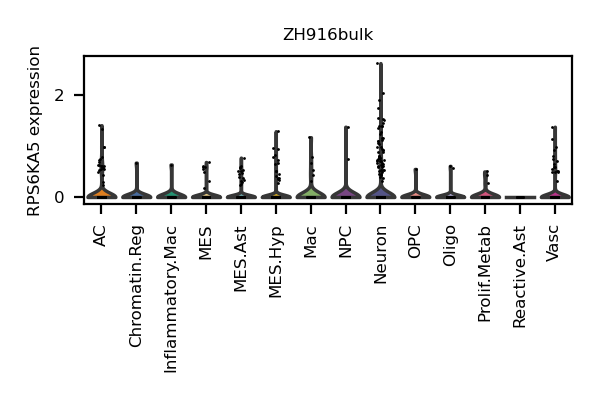 ZH916bulk
RPS6KA5 expression
2
0
AC
Chromatin.Reg
Inflammatory.Mac
MES
MES.Ast
MES.Hyp
Mac
NPC
Neuron
OPC
Oligo
Prolif.Metab
Reactive.Ast
Vasc